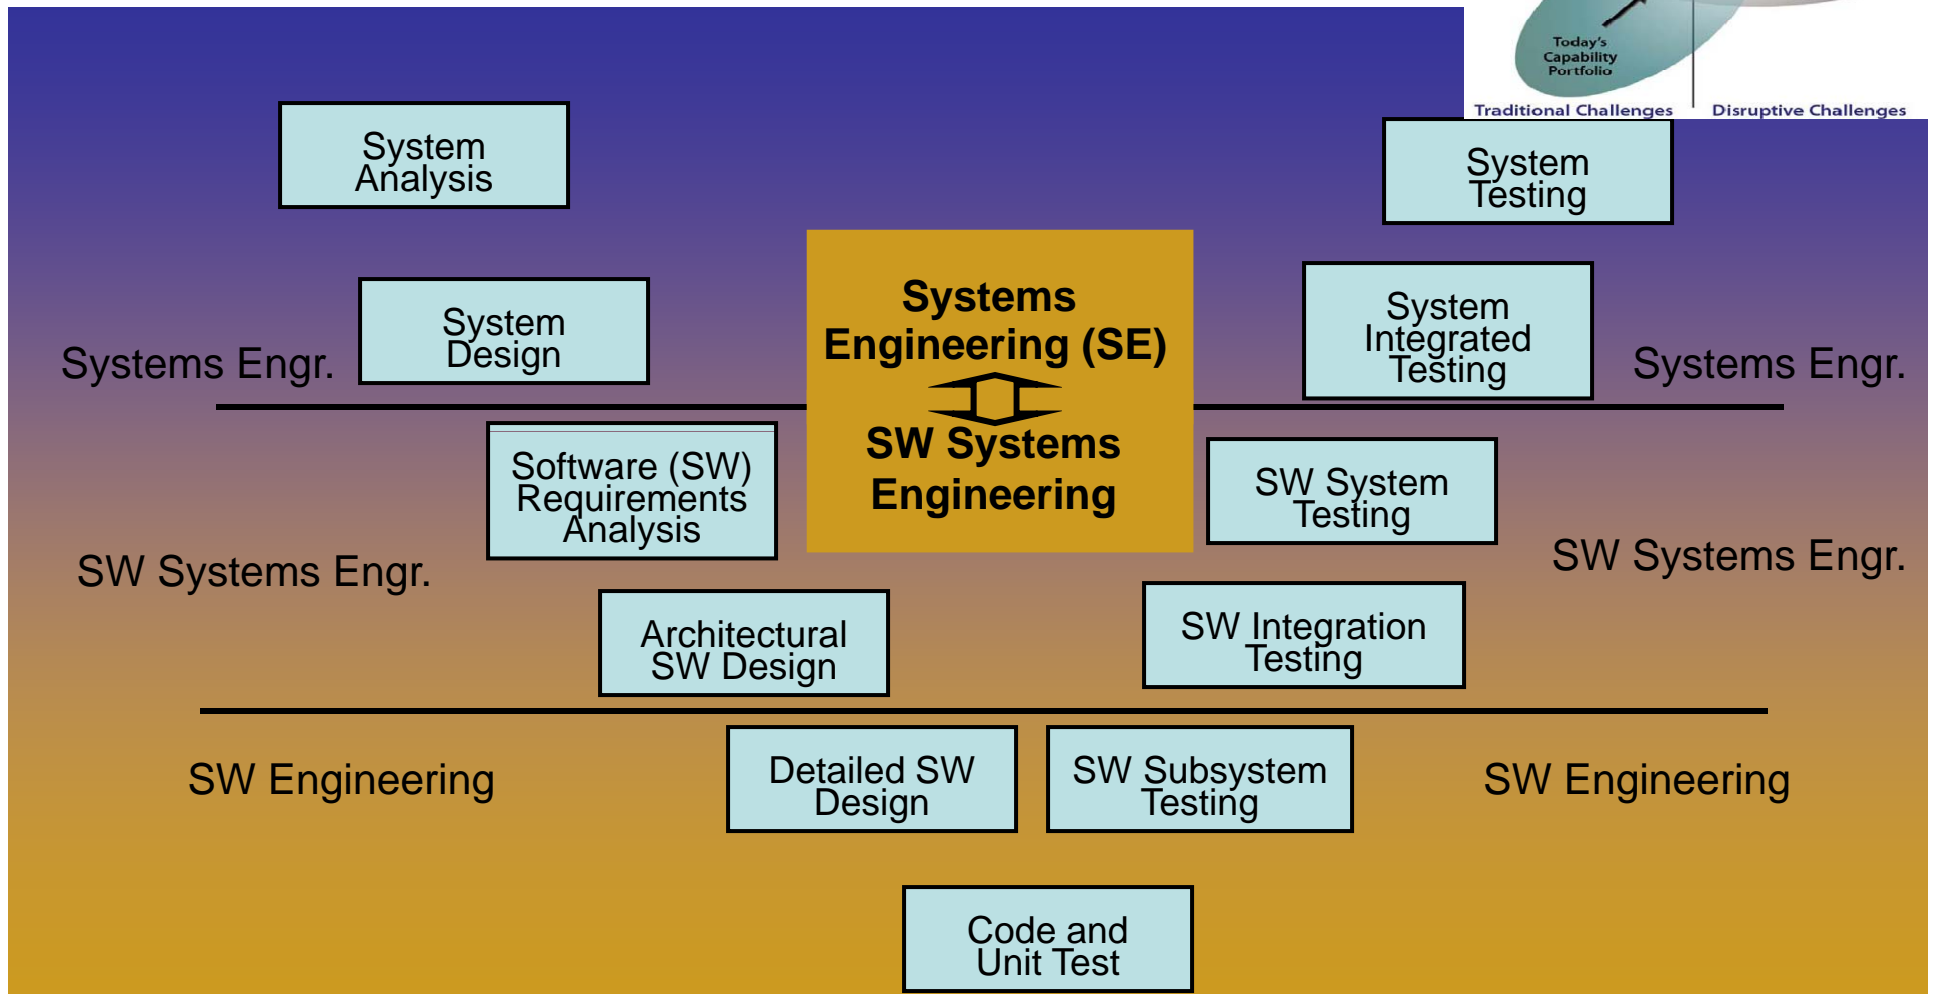 Today's
Capability
Portfolio
Traditional Challenges
Disruptive Challenges
System
Analysis
System
Testing
System
Design
Systems
Engineering (SE)
SW Systems
Engineering
System
Integrated
Testing
Systems Engr.
Systems Engr.
Software (SW)
Requirements
Analysis
SW System
Testing
SW Systems Engr.
SW Systems Engr.
Architectural
SW Design
SW Integration
Testing
SW Engineering
Detailed SW
Design
SW Subsystem
Testing
SW Engineering
Code and
Unit Test